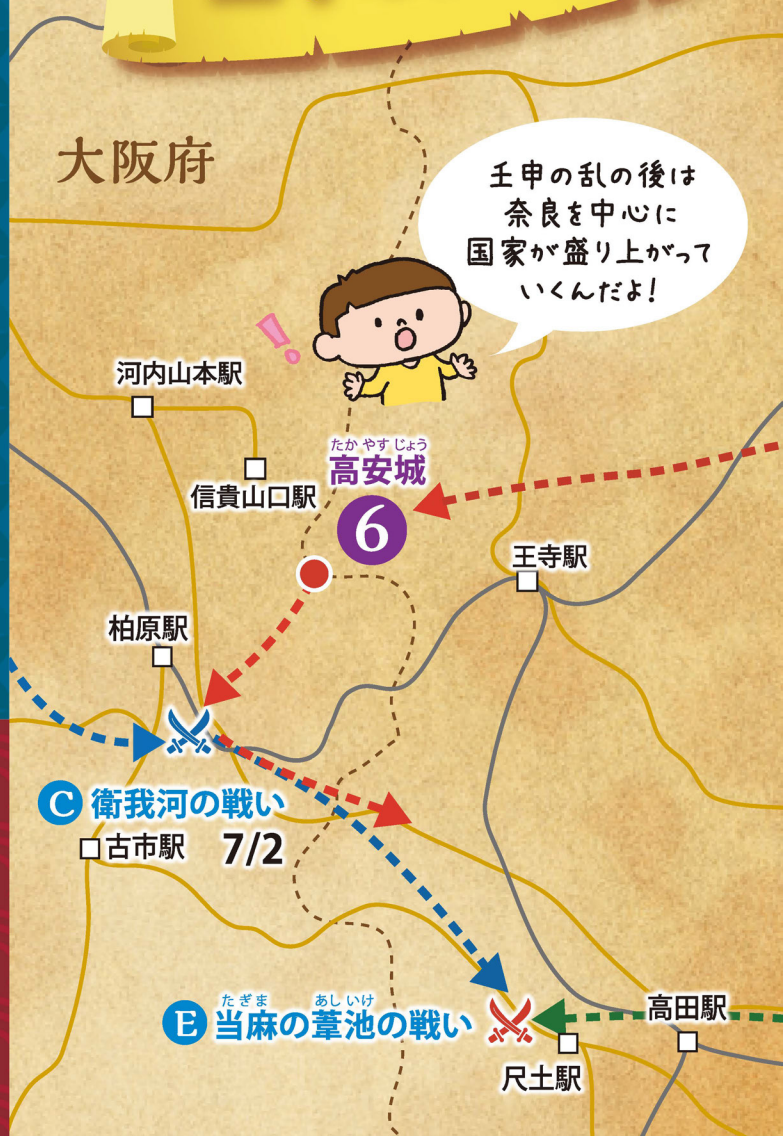 大阪府
壬申の乱の後は
奈良を中心に
国家が盛り上がって
いくんだよ!
河内山本駅
信貴山口駅
たかやすじょう
高安城
6
王寺駅
柏原駅
C 衛我河の戦い
7/2
古市駅
たぎま あしいけ
E 当麻の葦池の戦い
高田駅
尺土駅